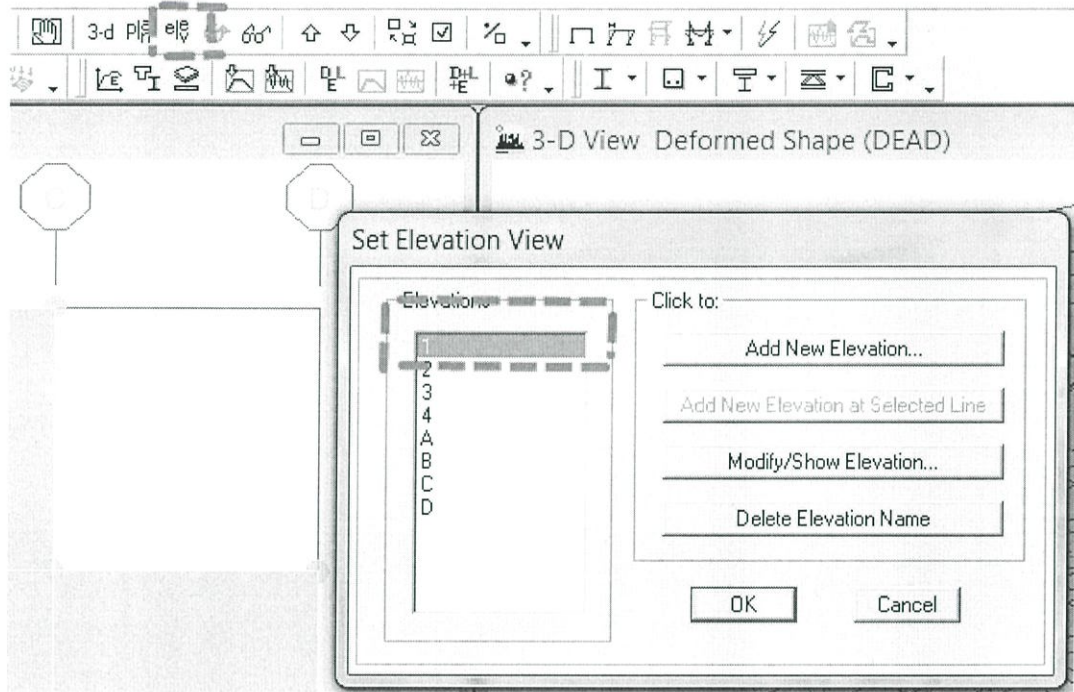 3-d
D+L
E
3-D View Deformed Shape (DEAD)
C
D
Set Elevation View
Elevations
Click to:
1
2
3
4
A
B
C
D
Add New Elevation...
Add New Elevation at Selected Line
Modify/Show Elevation...
Delete Elevation Name
OK
Cancel